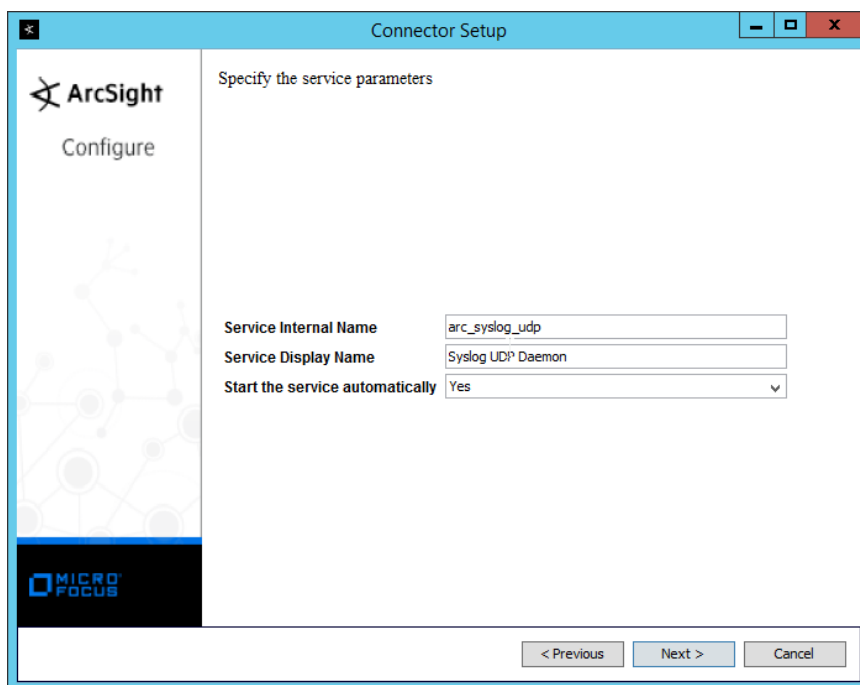 Connector Setup
ArcSight
Configure
Specify the service parameters
Service Internal Name arc_syslog_udp
Service Display Name Syslog UDP Daemon
Start the service automatically Yes
MICRO
FOCUS
< Previous Next > Cancel